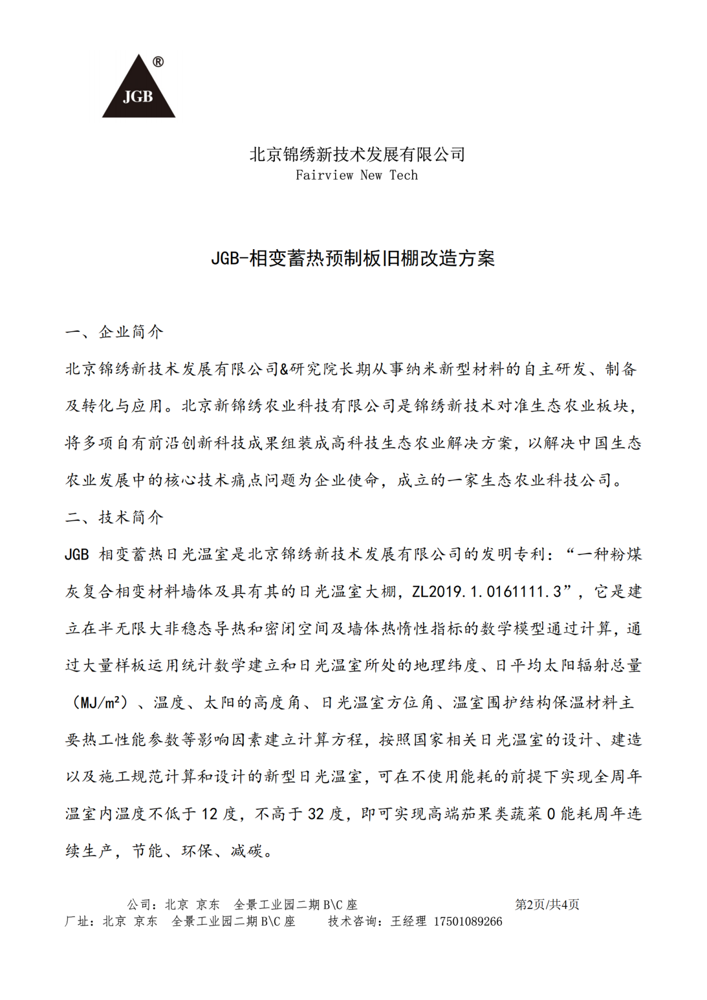 ®
JGB
北京锦绣新技术发展有限公司
Fairview New Tech
JGB-相变蓄热预制板旧棚改造方案
一、企业简介
北京锦绣新技术发展有限公司&研究院长期从事纳米新型材料的自主研发、制备
及转化与应用。北京新锦绣农业科技有限公司是锦绣新技术对准生态农业板块，
将多项自有前沿创新科技成果组装成高科技生态农业解决方案，以解决中国生态
农业发展中的核心技术痛点问题为企业使命，成立的一家生态农业科技公司。
二、技术简介
JGB 相变蓄热日光温室是北京锦绣新技术发展有限公司的发明专利：“一种粉煤
灰复合相变材料墙体及具有其的日光温室大棚，ZL2019.1.0161111.3”，它是建
立在半无限大非稳态导热和密闭空间及墙体热惰性指标的数学模型通过计算，通
过大量样板运用统计数学建立和日光温室所处的地理纬度、日平均太阳辐射总量
（MJ/m²）、温度、太阳的高度角、日光温室方位角、温室围护结构保温材料主
要热工性能参数等影响因素建立计算方程，按照国家相关日光温室的设计、建造
以及施工规范计算和设计的新型日光温室，可在不使用能耗的前提下实现全周年
温室内温度不低于 12 度，不高于 32 度，即可实现高端茄果类蔬菜 0 能耗周年连
续生产，节能、环保、减碳。
公司：北京 京东 全景工业园二期 B\C 座 第2页/共4页
厂址：北京 京东 全景工业园二期 B\C 座 技术咨询：王经理 17501089266